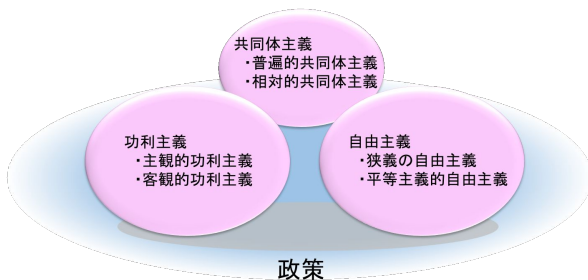 共同体主義
・普遍的共同体主義
・相対的共同体主義
功利主義
・主観的功利主義
・客観的功利主義
自由主義
・狭義の自由主義
・平等主義的自由主義
政策